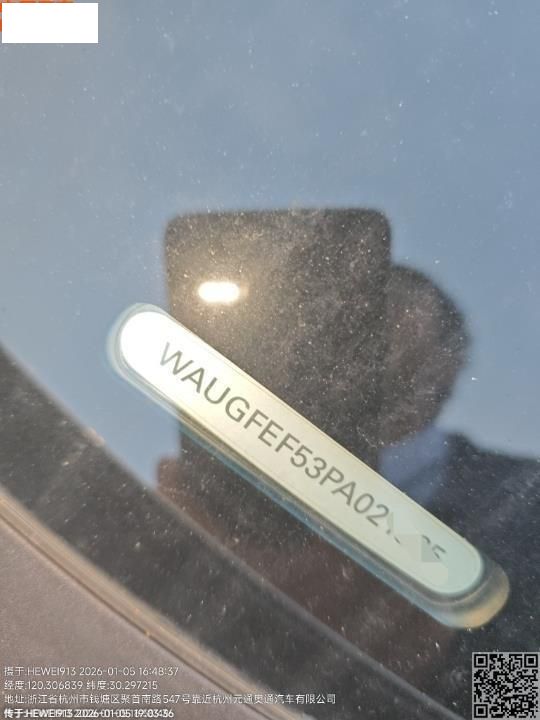 WAUGFEF53PA02
摄于:HEWEI913 2026-01-05 16:48:37
经度:120.306839 纬度:30.297215
地址:浙江省杭州市钱塘区聚首南路547号靠近杭州元通奥通汽车有限公司
传于:HEWEI913 2026-01-05 19:03:36